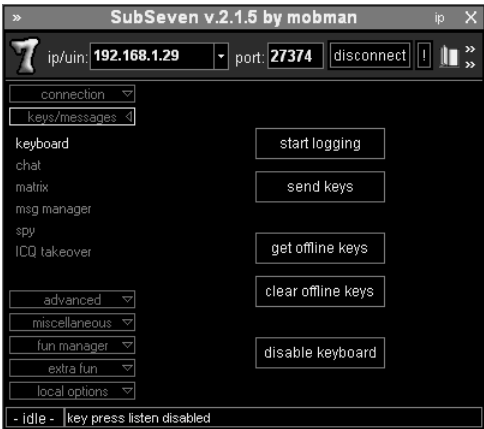 » SubSeven v.2.1.5 by mobman ip X
7 ip/uin: 192.168.1.29 port: 27374 disconnect ! »
»
connection
keys/messages
keyboard
chat
matrix
msg manager
spy
ICQ takeover
advanced
miscellaneous
fun manager
extra fun
local options
start logging
send keys
get offline keys
clear offline keys
disable keyboard
- idle - key press listen disabled